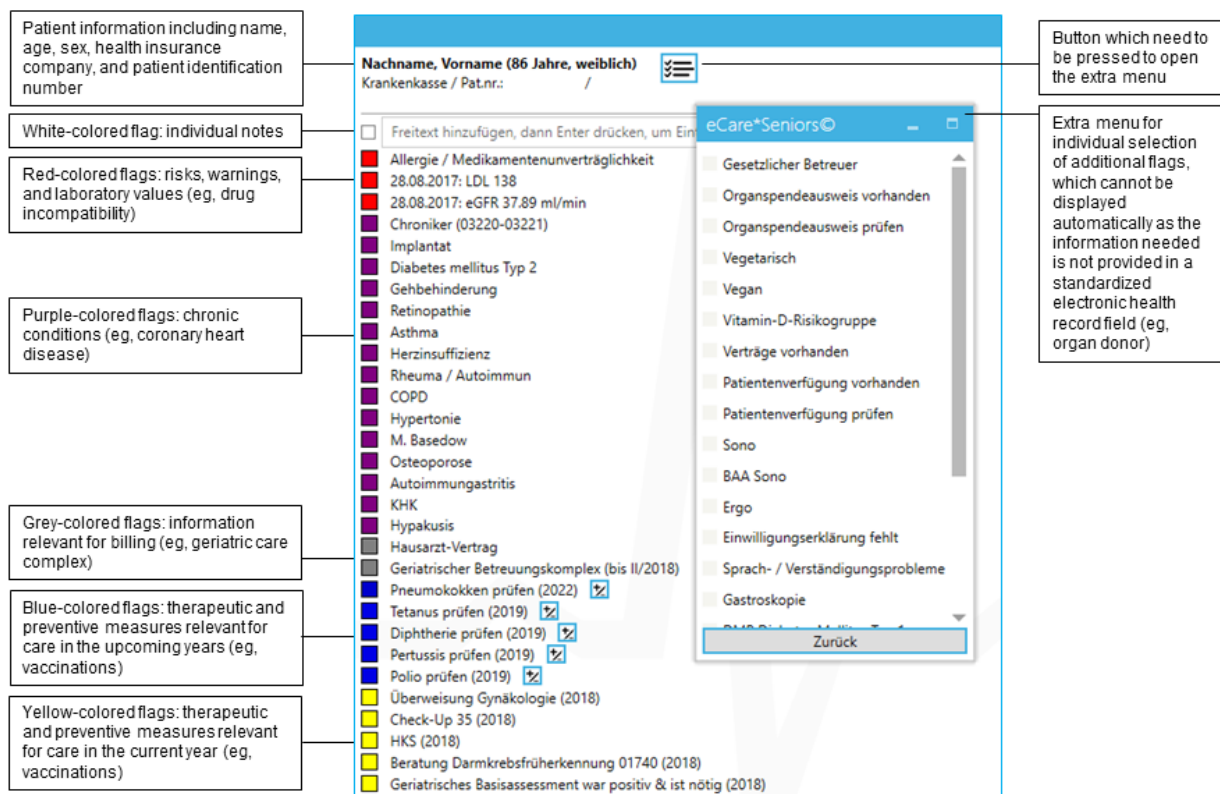 Patient information including name,
age, sex, health insurance
company, and patient identification
number
White-colored flag: individual notes
Red-colored flags: risks, warnings,
and laboratory values (eg, drug
incompatibility)
Purple-colored flags: chronic
conditions (eg, coronary heart
disease)
Grey-colored flags: information
relevant for billing (eg, geriatric care
complex)
Blue-colored flags: therapeutic and
preventive measures relevant for
care in the upcoming years (eg,
vaccinations)
Yellow-colored flags: therapeutic
and preventive measures relevant
for care in the current year (eg,
vaccinations)
Nachname, Vorname (86 Jahre, weiblich)
Krankenkasse / Pat.nr.: /
Freitext hinzufügen, dann Enter drücken, um
Allergie / Medikamentenunverträglichkeit
28.08.2017: LDL 138
28.08.2017: eGFR 37.89 ml/min
Chroniker (03220-03221)
Implantat
Diabetes mellitus Typ 2
Gehbehinderung
Retinopathie
Asthma
Herzinsuffizienz
Rheuma / Autoimmun
COPD
Hypertonie
M. Basedow
Osteoporose
Autoimmungastritis
KHK
Hypakusis
Hausarzt-Vertrag
Geriatrischer Betreuungskomplex (bis II/2018)
Pneumokokken prüfen (2022)
Tetanus prüfen (2019)
Diphtherie prüfen (2019)
Pertussis prüfen (2019)
Polio prüfen (2019)
Überweisung Gynäkologie (2018)
Check-Up 35 (2018)
HKS (2018)
Beratung Darmkrebsfrüherkennung 01740 (2018)
Geriatrisches Basisassessment war positiv & ist nötig (2018)
eCare*Seniors©
Gesetzlicher Betreuer
Organspendeausweis vorhanden
Organspendeausweis prüfen
Vegetarisch
Vegan
Vitamin-D-Risikogruppe
Verträge vorhanden
Patientenverfügung vorhanden
Patientenverfügung prüfen
Sono
BAA Sono
Ergo
Einwilligungserklärung fehlt
Sprach- / Verständigungsprobleme
Gastroskopie
Zurück
Button which need to
be pressed to open
the extra menu
Extra menu for
individual selection
of additional flags,
which cannot be
displayed
automatically as the
information needed
is not provided in a
standardized
electronic health
record field (eg,
organ donor)